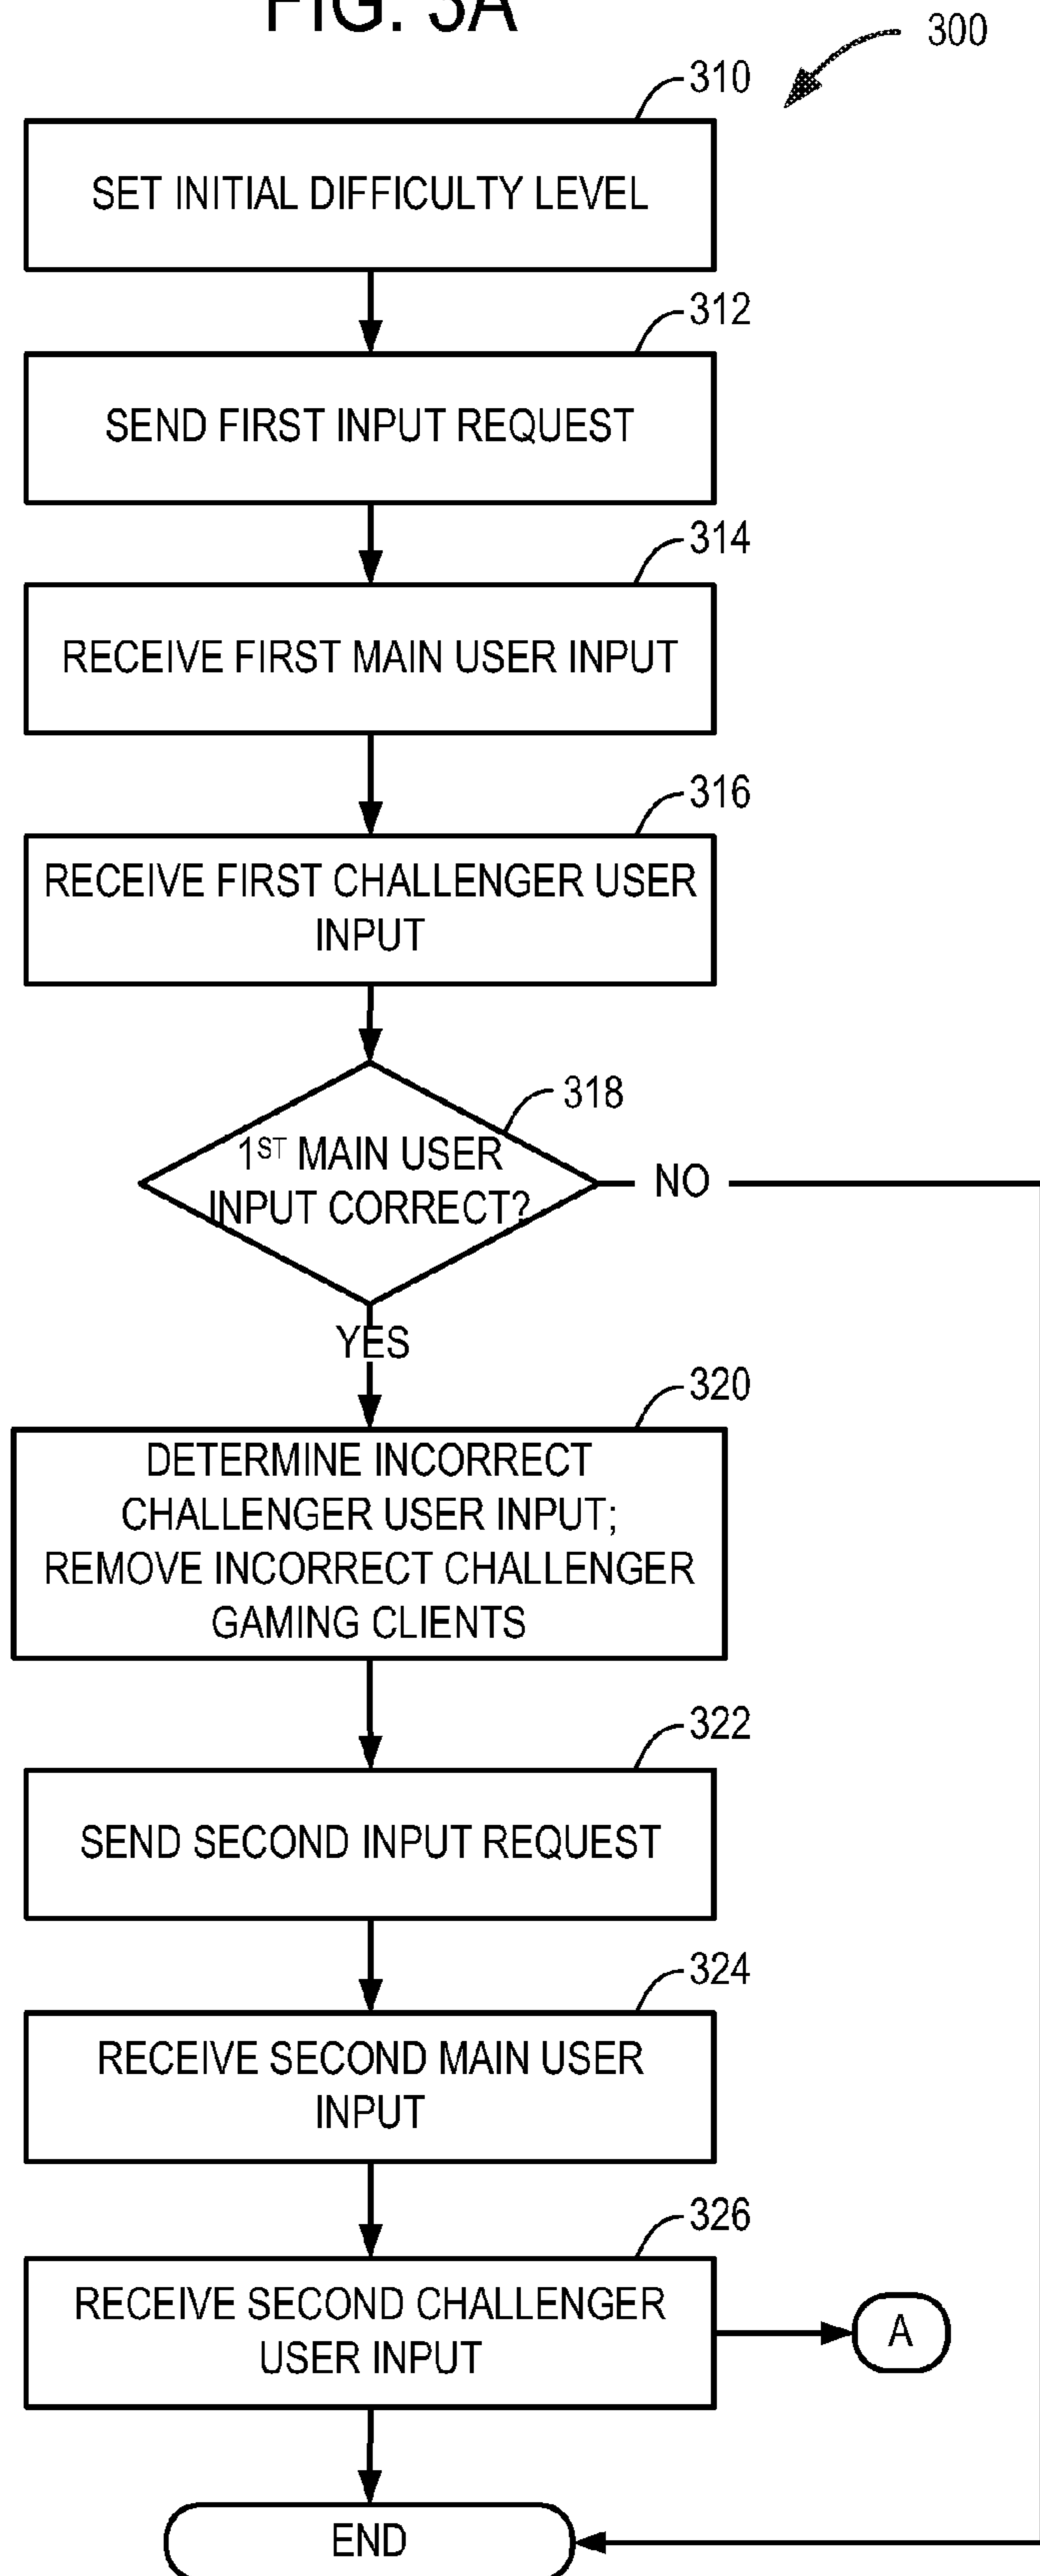 FIG. 3A
300
310
SET INITIAL DIFFICULTY LEVEL
312
SEND FIRST INPUT REQUEST
314
RECEIVE FIRST MAIN USER INPUT
316
RECEIVE FIRST CHALLENGER USER
INPUT
318
1ST MAIN USER
INPUT CORRECT?
NO
YES
320
DETERMINE INCORRECT
CHALLENGER USER INPUT;
REMOVE INCORRECT CHALLENGER
GAMING CLIENTS
322
SEND SECOND INPUT REQUEST
324
RECEIVE SECOND MAIN USER
INPUT
326
RECEIVE SECOND CHALLENGER
USER INPUT
A
END